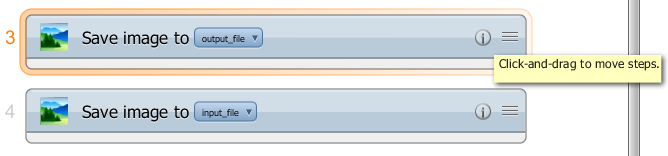 3
Save image to output_file
Click-and-drag to move steps.
4
Save image to input_file